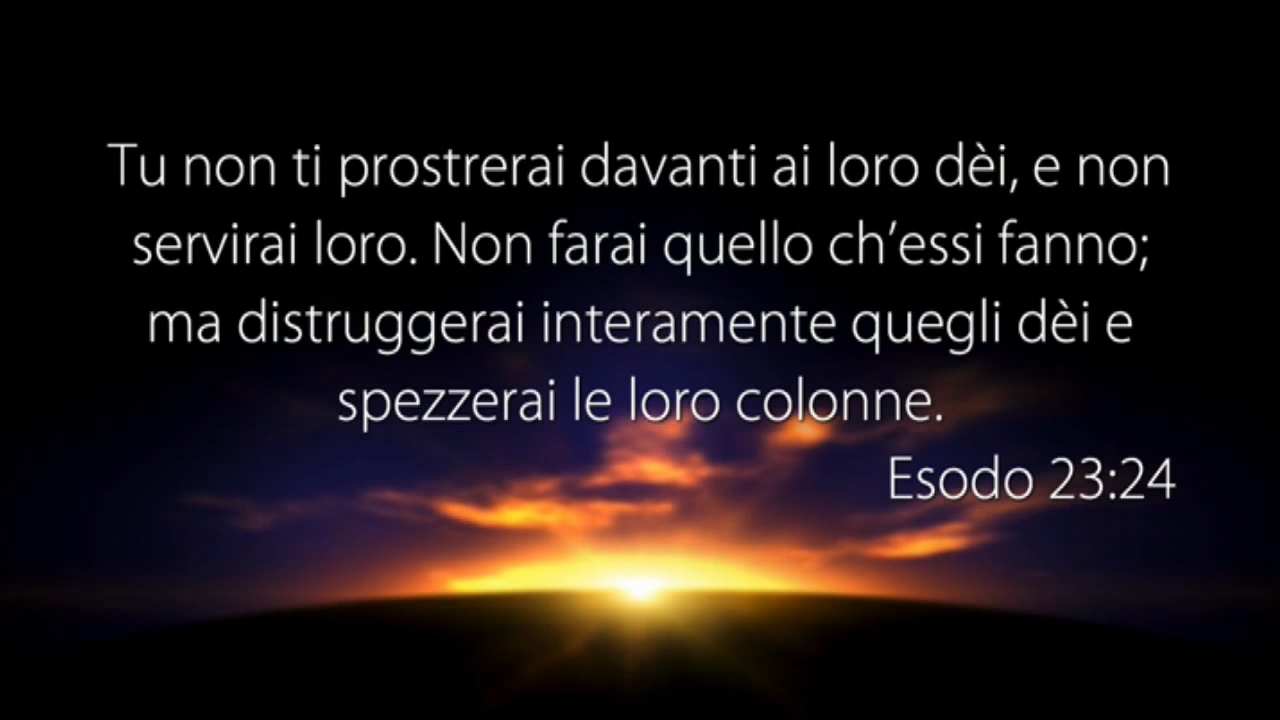 Tu non ti prostrerai davanti ai loro dèi, e non
servirai loro. Non farai quello ch’essi fanno;
ma distruggerai interamente quegli dèi e
spezzerai le loro colonne.
Esodo 23:24